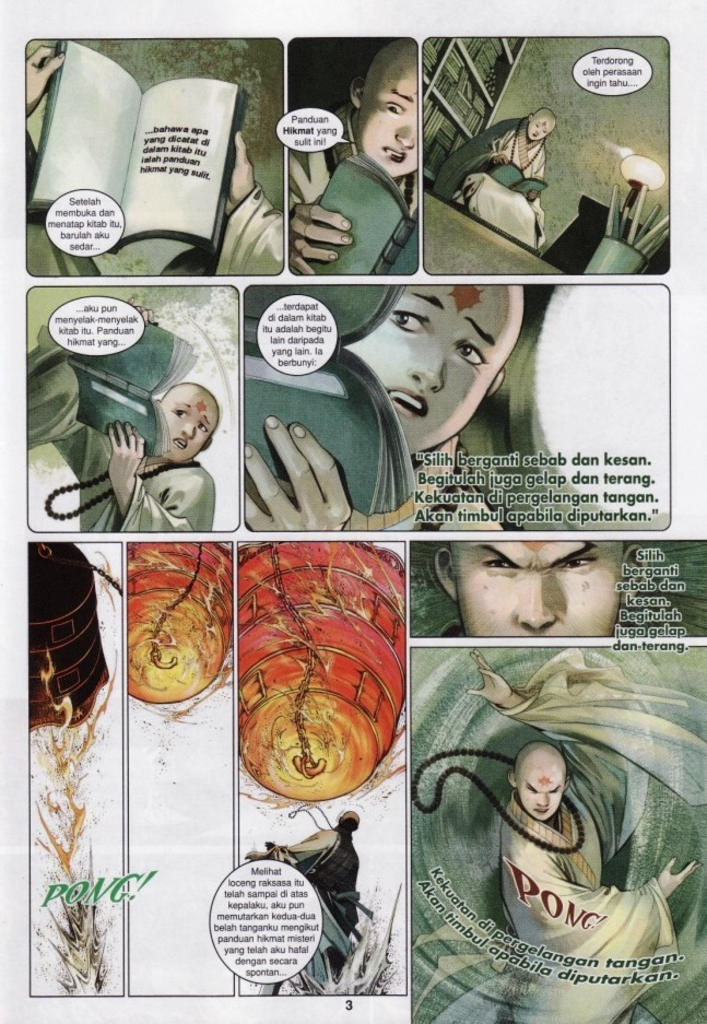 ...bahawa apa
yang dicatat di
dalam kitab itu
ialah panduan
hikmat yang sulit.
Setelah
membuka dan
menatap kitab
itu, barulah aku
sedar...
Panduan
Hikmat yang
sulit ini!
Terdorong
oleh perasaan
ingin tahu....
...aku pun
menyelak-menyelak
kitab itu. Panduan
hikmat yang...
...terdapat
di dalam kitab
itu adalah begitu
lain daripada
yang lain. Ia
berbunyi:
"Silih berganti sebab dan kesan.
Begitulah juga gelap dan terang.
Kekuatan di pergelangan tangan.
Akan timbul apabila diputarkan."
PONG!
Melihat
loceng raksasa itu
sampai di atas
kepalaku, aku pun
memutarkan kedua-dua
belah tanganku mengikut
panduan hikmat misteri
yang telah aku hafal
dengan secara
spontan...
Silih
berganti
sebab dan
kesan.
Begitulah
juga gelap
dan terang.
PONG!
Kekuatan di pergelangan tangan.
Akan timbul apabila diputarkan.
3